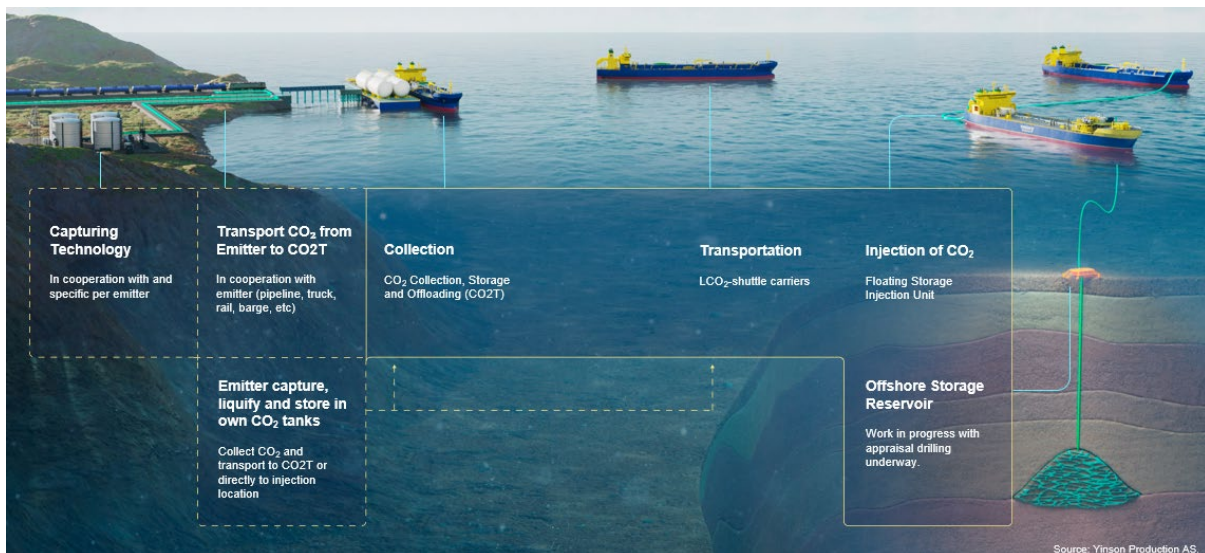 Capturing
Technology
In cooperation with and
specific per emitter
Transport CO₂ from
Emitter to CO2T
In cooperation with
emitter (pipeline, truck,
rail, barge, etc)
Collection
CO₂ Collection, Storage
and Offloading (CO2T)
Transportation
LCO₂-shuttle carriers
Injection of CO₂
Floating Storage
Injection Unit
Emitter capture,
liquify and store in
own CO₂ tanks
Collect CO₂ and
transport to CO2T or
directly to injection
location
Offshore Storage
Reservoir
Work in progress with
appraisal drilling
underway.
Source: Yinson Production AS.